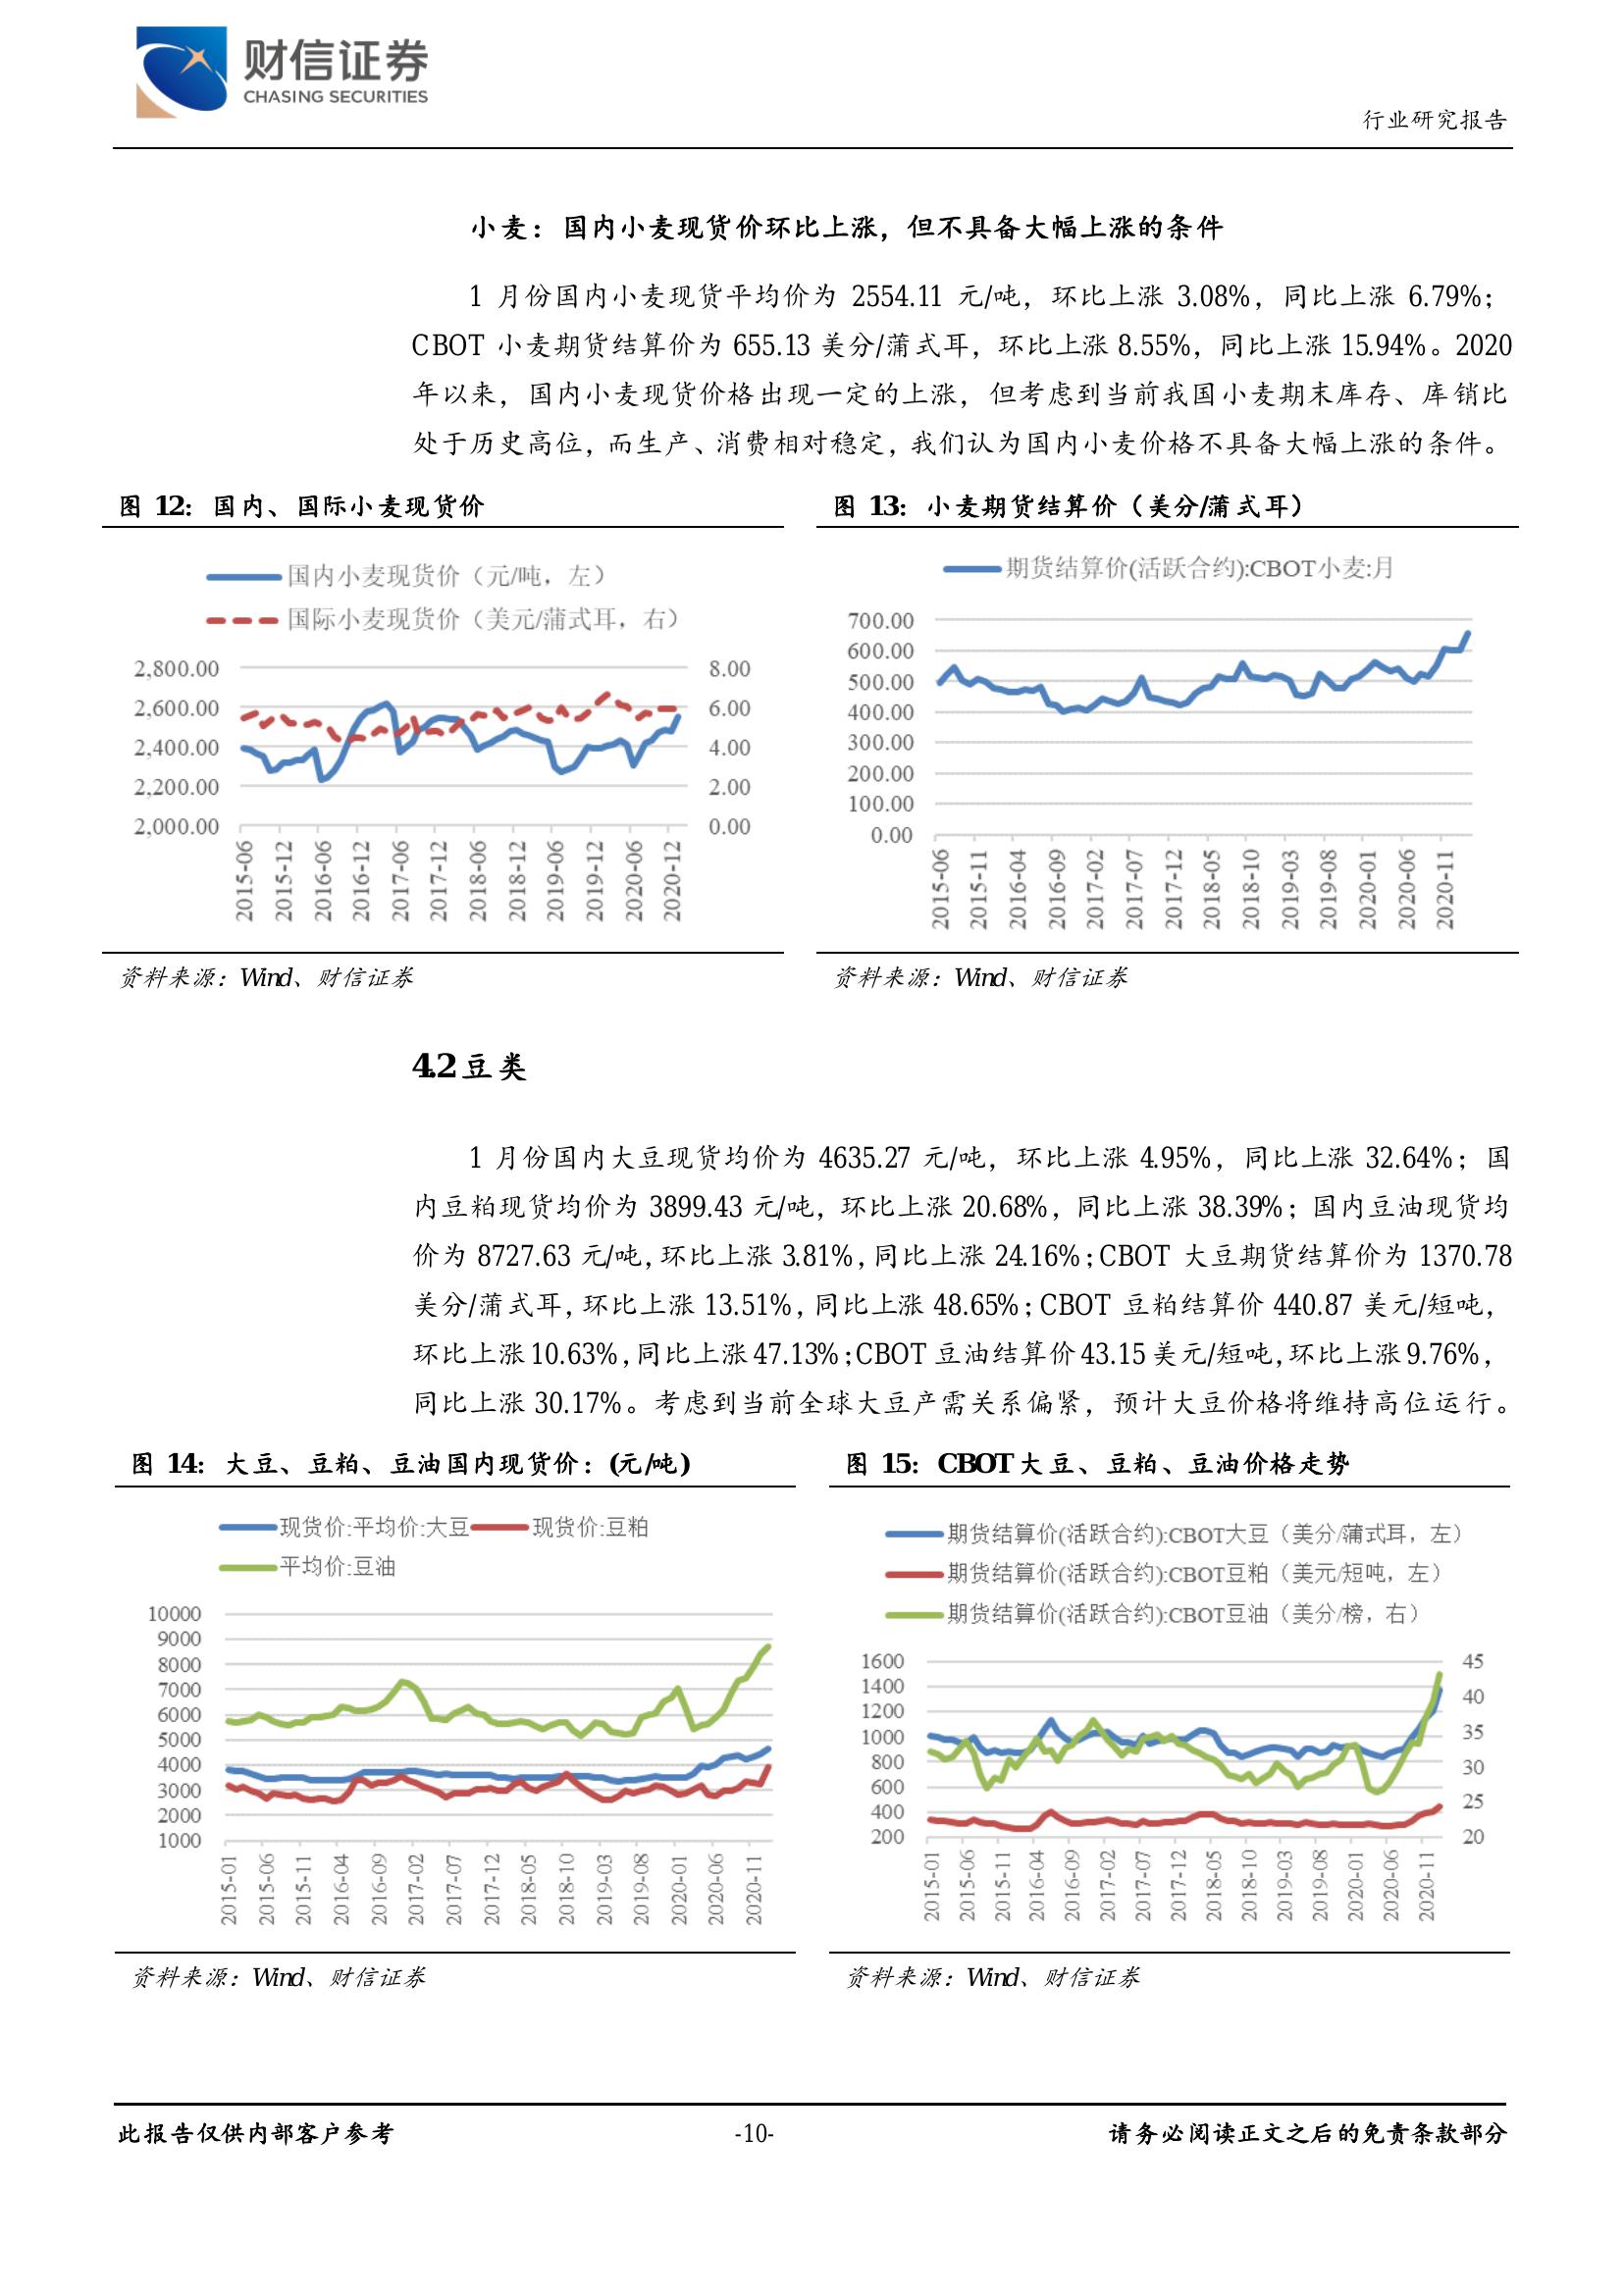 财信证券
CHASING SECURITIES
行业研究报告
小麦：国内小麦现货价环比上涨，但不具备大幅上涨的条件
1 月份国内小麦现货平均价为 2554.11 元/吨，环比上涨 3.08%，同比上涨 6.79%；
CBOT 小麦期货结算价为 655.13 美分/蒲式耳，环比上涨 8.55%，同比上涨 15.94%。2020
年以来，国内小麦现货价格出现一定的上涨，但考虑到当前我国小麦期末库存、库销比
处于历史高位，而生产、消费相对稳定，我们认为国内小麦价格不具备大幅上涨的条件。
图 12：国内、国际小麦现货价
国内小麦现货价（元/吨，左）
国际小麦现货价（美元/蒲式耳，右）
2,800.00
2,600.00
2,400.00
2,200.00
2,000.00
8.00
6.00
4.00
2.00
0.00
2015-06
2015-12
2016-06
2016-12
2017-06
2017-12
2018-06
2018-12
2019-06
2019-12
2020-06
2020-12
资料来源：Wind、财信证券
图 13：小麦期货结算价（美分/蒲式耳）
期货结算价(活跃合约):CBOT小麦:月
700.00
600.00
500.00
400.00
300.00
200.00
100.00
0.00
2015-06
2015-11
2016-04
2016-09
2017-02
2017-07
2017-12
2018-05
2018-10
2019-03
2019-08
2020-01
2020-06
2020-11
资料来源：Wind、财信证券
4.2 豆类
1 月份国内大豆现货均价为 4635.27 元/吨，环比上涨 4.95%，同比上涨 32.64%；国
内豆粕现货均价为 3899.43 元/吨，环比上涨 20.68%，同比上涨 38.39%；国内豆油现货均
价为 8727.63 元/吨，环比上涨 3.81%，同比上涨 24.16%；CBOT 大豆期货结算价为 1370.78
美分/蒲式耳，环比上涨 13.51%，同比上涨 48.65%；CBOT 豆粕结算价 440.87 美元/短吨，
环比上涨 10.63%，同比上涨 47.13%；CBOT 豆油结算价 43.15 美元/短吨，环比上涨 9.76%，
同比上涨 30.17%。考虑到当前全球大豆产需关系偏紧，预计大豆价格将维持高位运行。
图 14：大豆、豆粕、豆油国内现货价：(元/吨)
现货价:平均价:大豆
现货价:豆粕
平均价:豆油
10000
9000
8000
7000
6000
5000
4000
3000
2000
1000
2015-01
2015-06
2015-11
2016-04
2016-09
2017-02
2017-07
2017-12
2018-05
2018-10
2019-03
2019-08
2020-01
2020-06
2020-11
资料来源：Wind、财信证券
图 15：CBOT 大豆、豆粕、豆油价格走势
期货结算价(活跃合约):CBOT大豆（美分/蒲式耳，左）
期货结算价(活跃合约):CBOT豆粕（美元/短吨，左）
期货结算价(活跃合约):CBOT豆油（美分/榜，右）
1600
1400
1200
1000
800
600
400
200
45
40
35
30
25
20
2015-01
2015-06
2015-11
2016-04
2016-09
2017-02
2017-07
2017-12
2018-05
2018-10
2019-03
2019-08
2020-01
2020-06
2020-11
资料来源：Wind、财信证券
此报告仅供内部客户参考
-10-
请务必阅读正文之后的免责条款部分